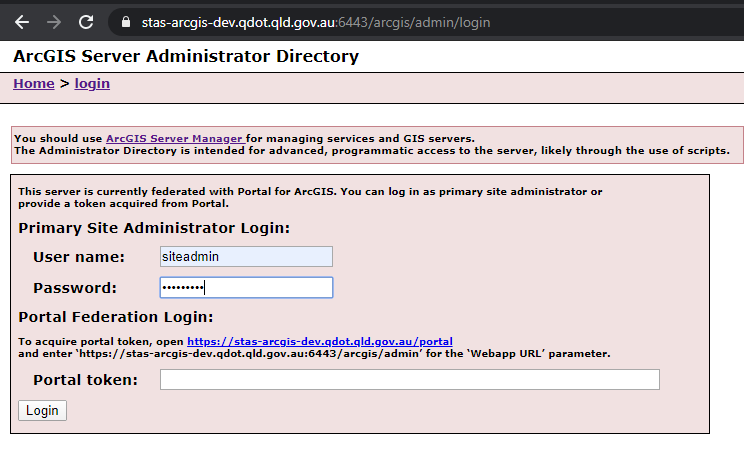 stas-arcgis-dev.qdot.qld.gov.au:6443/arcgis/admin/login
ArcGIS Server Administrator Directory
Home > login
You should use ArcGIS Server Manager for managing services and GIS servers.
The Administrator Directory is intended for advanced, programmatic access to the server, likely through the use of scripts.
This server is currently federated with Portal for ArcGIS. You can log in as primary site administrator or
provide a token acquired from Portal.
Primary Site Administrator Login:
User name: siteadmin
Password: •••••••••
Portal Federation Login:
To acquire portal token, open https://stas-arcgis-dev.qdot.qld.gov.au/portal
and enter ‘https://stas-arcgis-dev.qdot.qld.gov.au:6443/arcgis/admin’ for the ‘Webapp URL’ parameter.
Portal token:
Login